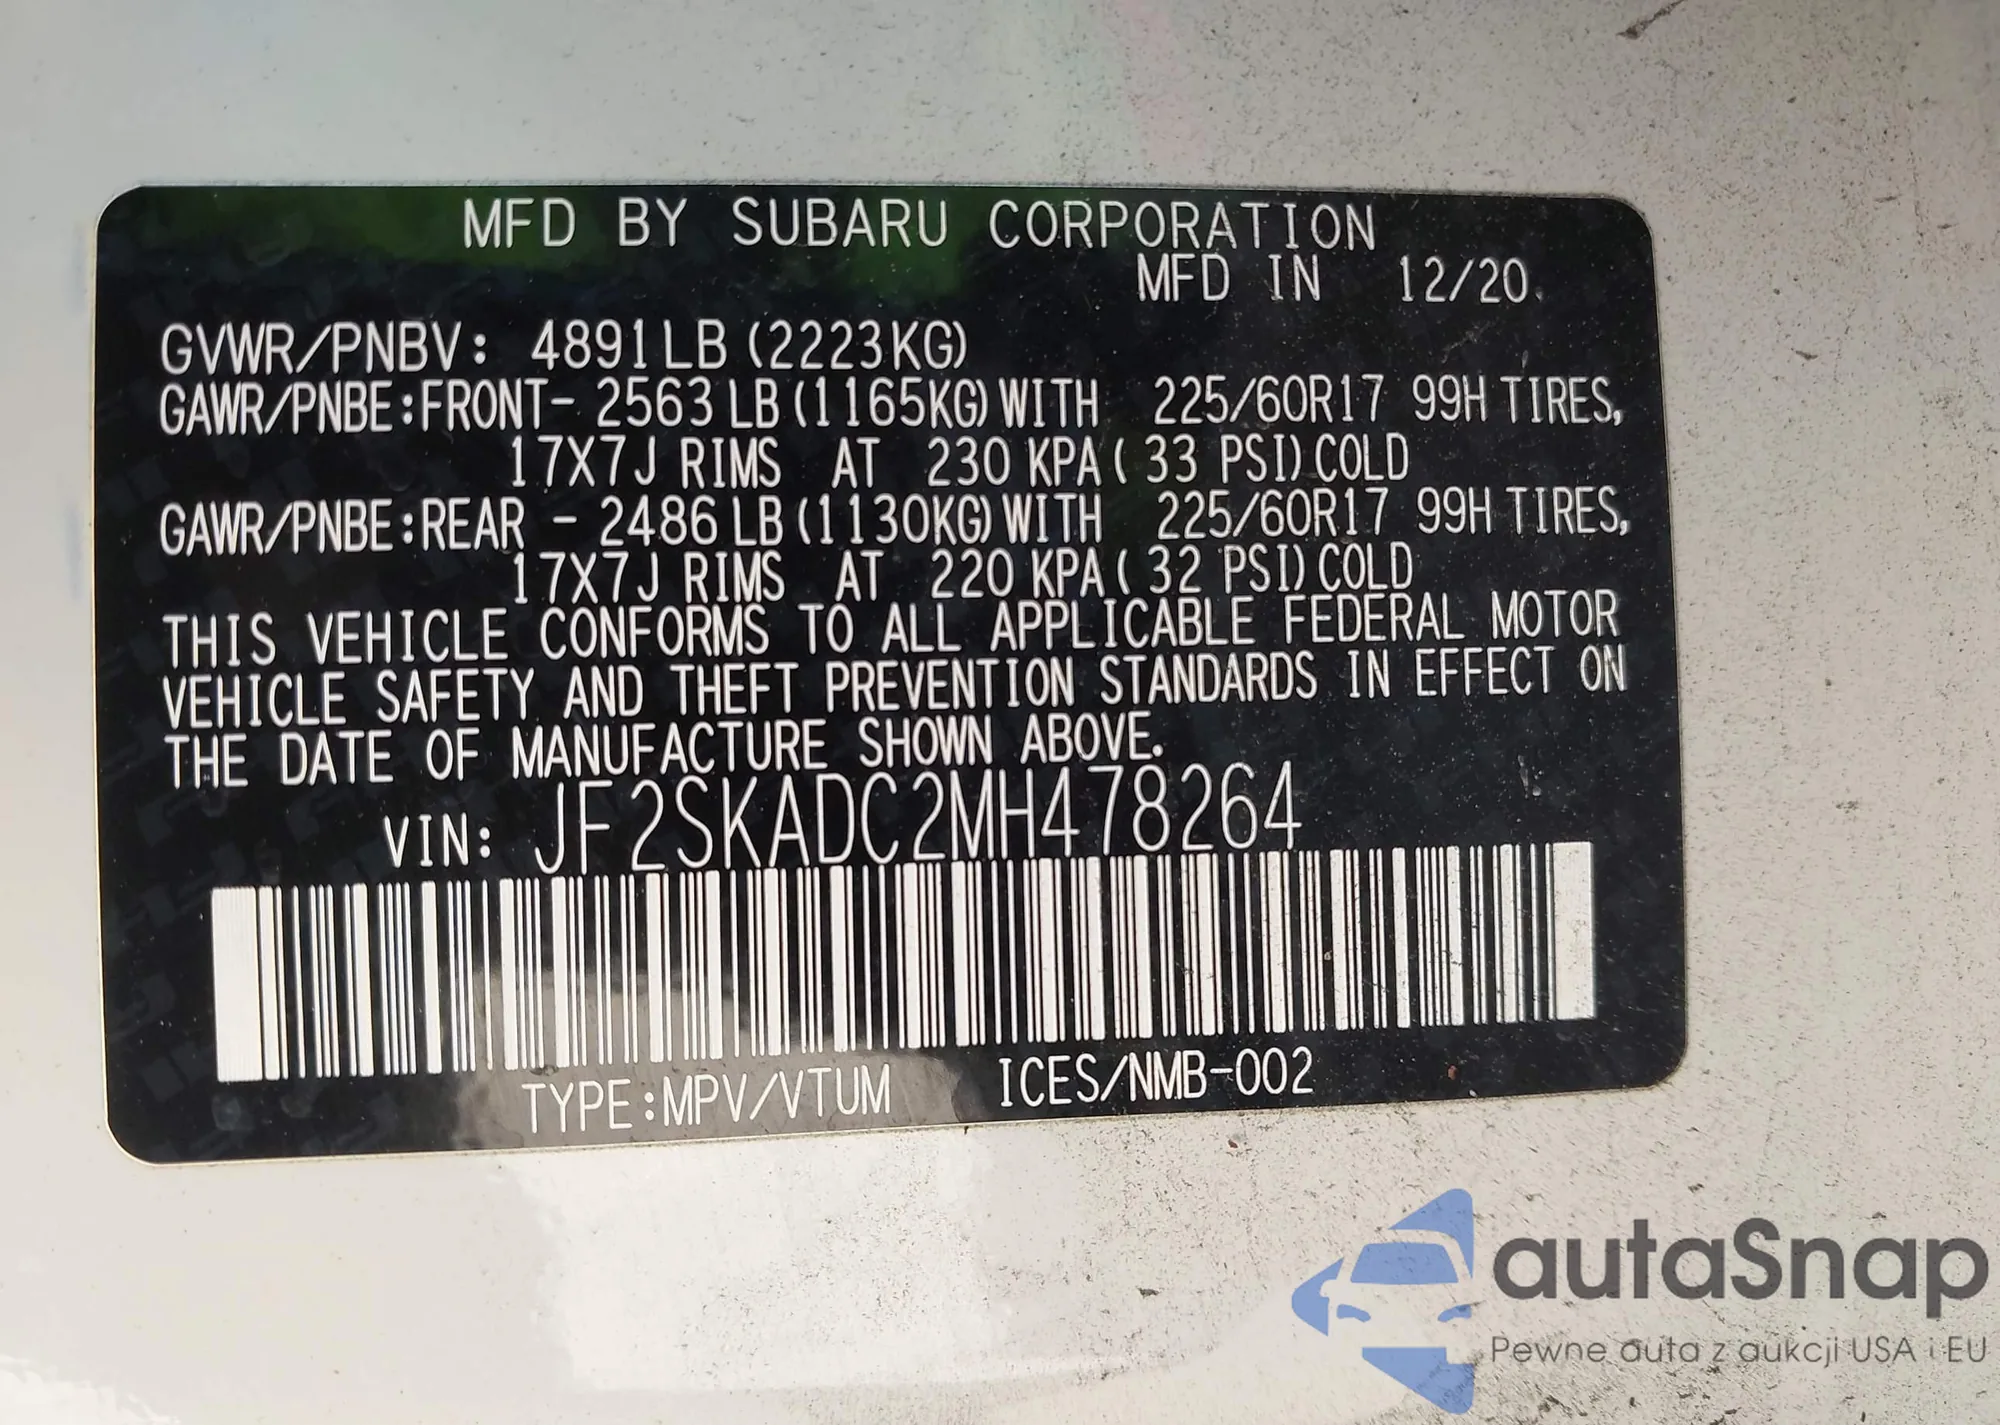 MFD BY SUBARU CORPORATION
MFD IN 12/20
GVWR/PNBV: 4891LB (2223KG)
GAWR/PNBE:FRONT- 2563 LB (1165KG) WITH 225/60R17 99H TIRES,
17X7J RIMS AT 230 KPA ( 33 PSI) COLD
GAWR/PNBE:REAR - 2486 LB (1130KG) WITH 225/60R17 99H TIRES,
17X7J RIMS AT 220 KPA ( 32 PSI) COLD
THIS VEHICLE CONFORMS TO ALL APPLICABLE FEDERAL MOTOR
VEHICLE SAFETY AND THEFT PREVENTION STANDARDS IN EFFECT ON
THE DATE OF MANUFACTURE SHOWN ABOVE.
VIN: JF2SKADC2MH478264
TYPE:MPV/VTUM ICES/NMB-002
autaSnap
Pewne auta z aukcji USA i EU